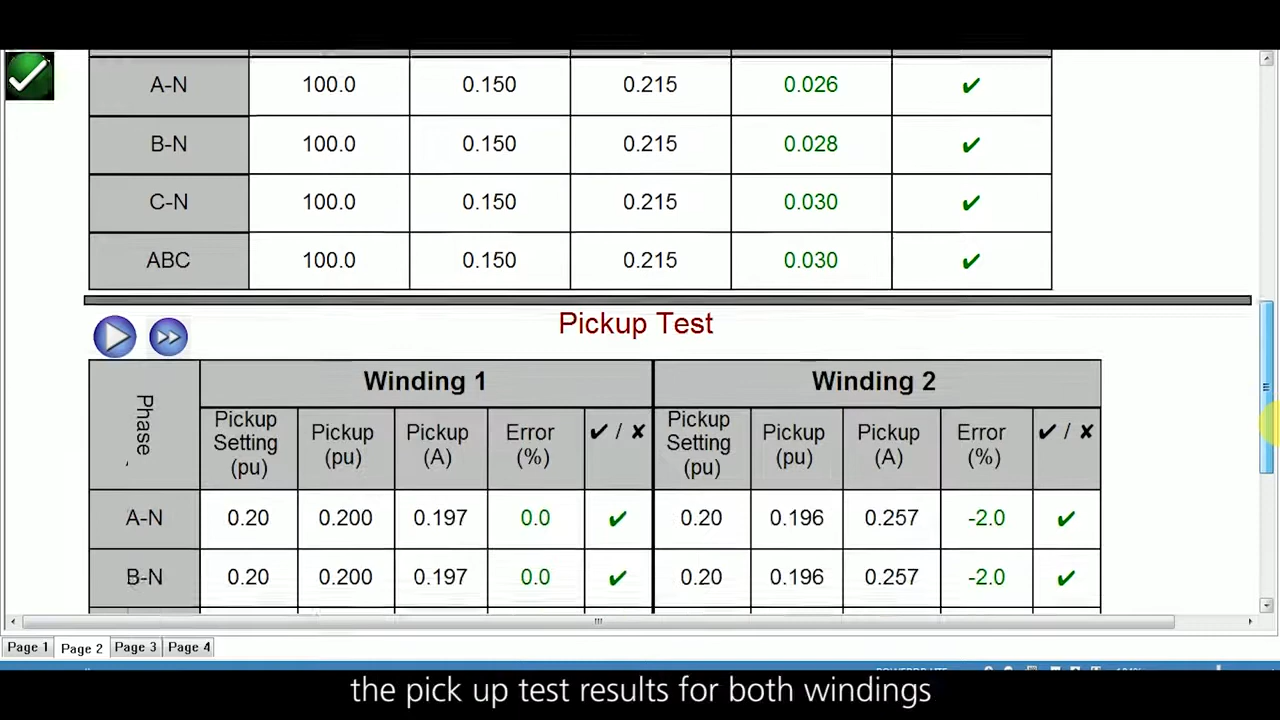 A-N 100.0 0.150 0.215 0.026 ✔
B-N 100.0 0.150 0.215 0.028 ✔
C-N 100.0 0.150 0.215 0.030 ✔
ABC 100.0 0.150 0.215 0.030 ✔
Pickup Test
Phase Winding 1 Winding 2
Pickup Setting (pu) Pickup (pu) Pickup (A) Error (%) ✔ / ✘ Pickup Setting (pu) Pickup (pu) Pickup (A) Error (%) ✔ / ✘
A-N 0.20 0.200 0.197 0.0 ✔ 0.20 0.196 0.257 -2.0 ✔
B-N 0.20 0.200 0.197 0.0 ✔ 0.20 0.196 0.257 -2.0 ✔
Page 1 Page 2 Page 3 Page 4
the pick up test results for both windings